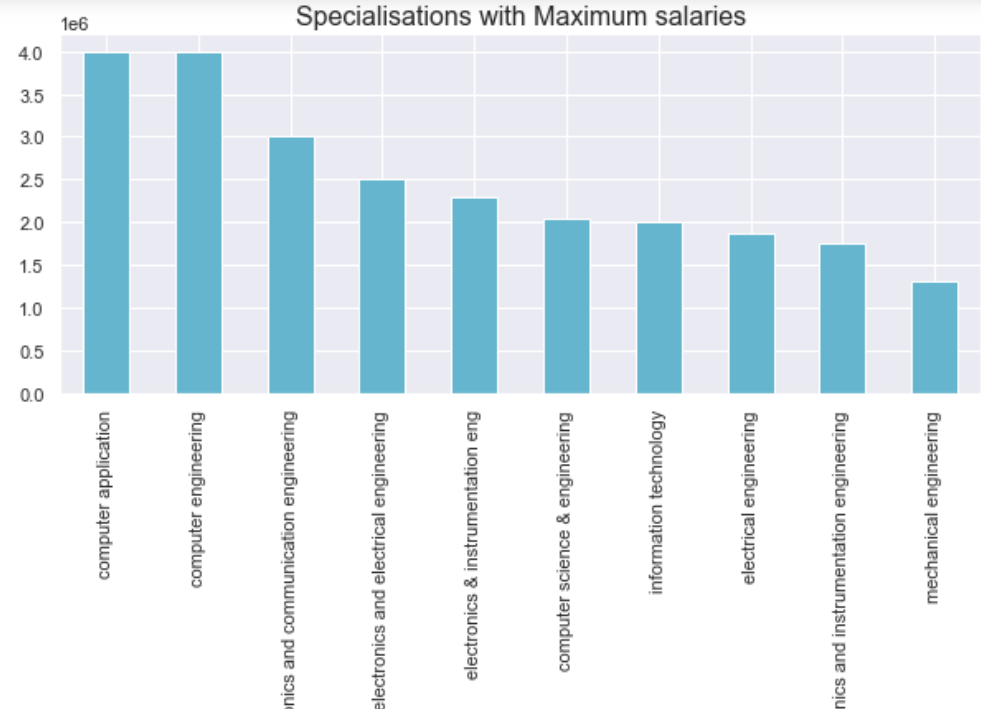 Specialisations with Maximum salaries
1e6
4.0
3.5
3.0
2.5
2.0
1.5
1.0
0.5
0.0
computer application
computer engineering
onics and communication engineering
electronics and electrical engineering
electronics & instrumentation eng
computer science & engineering
information technology
electrical engineering
nics and instrumentation engineering
mechanical engineering